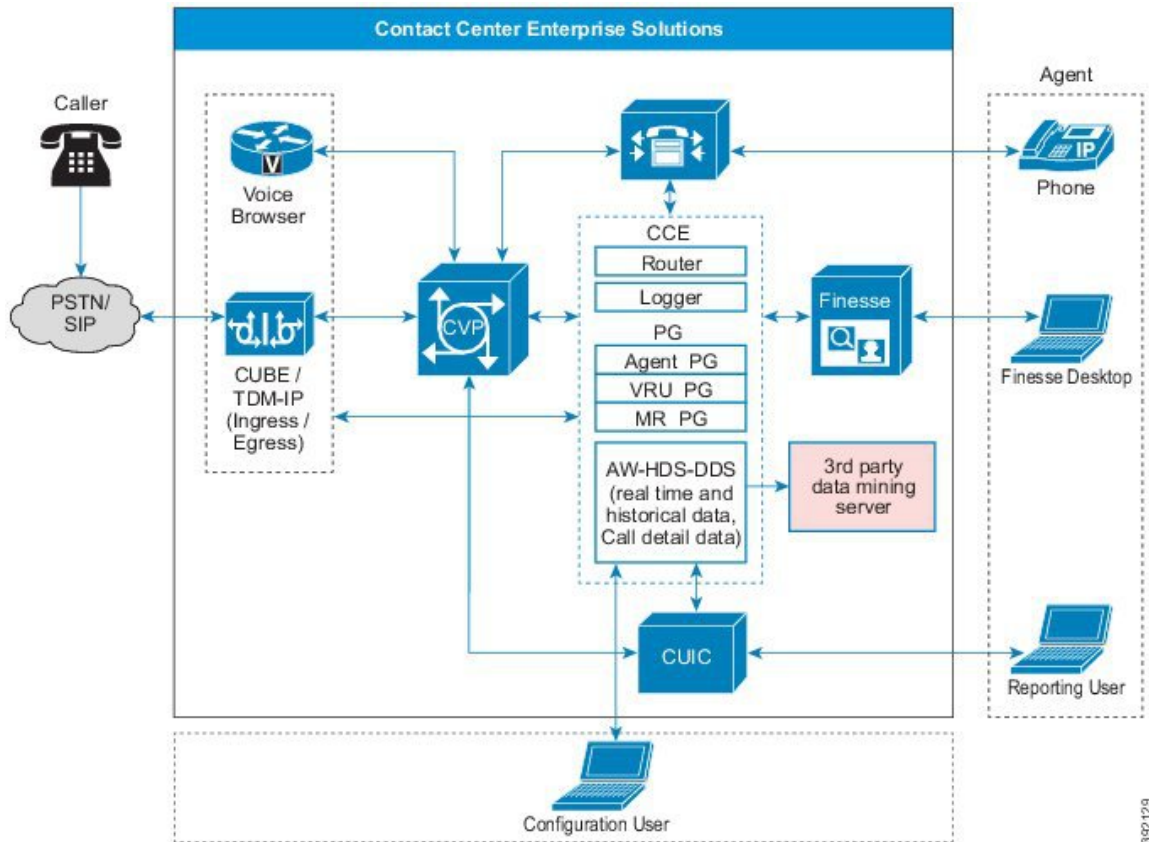 Contact Center Enterprise Solutions
Caller
PSTN/
SIP
V
Voice
Browser
CUBE /
TDM-IP
(Ingress /
Egress)
CVP
CCE
Router
Logger
PG
Agent PG
VRU PG
MR PG
AW-HDS-DDS
(real time and
historical data,
Call detail data)
Finesse
3rd party
data mining
server
CUIC
Agent
IP
Phone
Finesse Desktop
Reporting User
Configuration User
392129